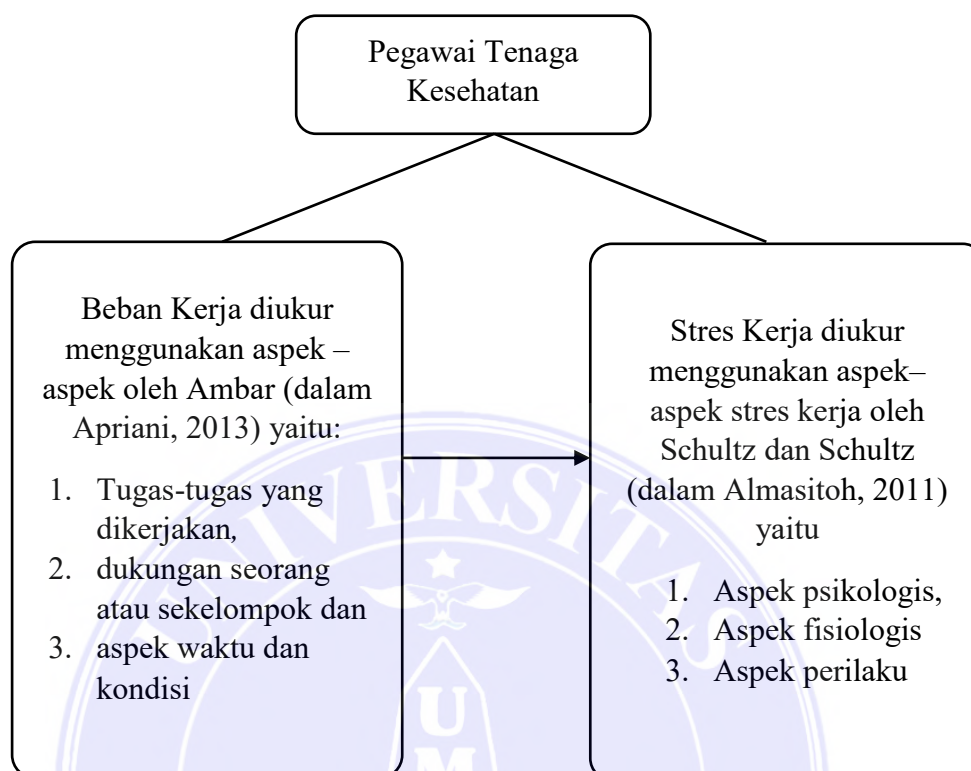 Pegawai Tenaga
Kesehatan
Beban Kerja diukur
menggunakan aspek –
aspek oleh Ambar (dalam
Apriani, 2013) yaitu:
1. Tugas-tugas yang
dikerjakan,
2. dukungan seorang
atau sekelompok dan
3. aspek waktu dan
kondisi
Stres Kerja diukur
menggunakan aspek–
aspek stres kerja oleh
Schultz dan Schultz
(dalam Almasitoh, 2011)
yaitu
1. Aspek psikologis,
2. Aspek fisiologis
3. Aspek perilaku
UNIVERSITAS
U
M